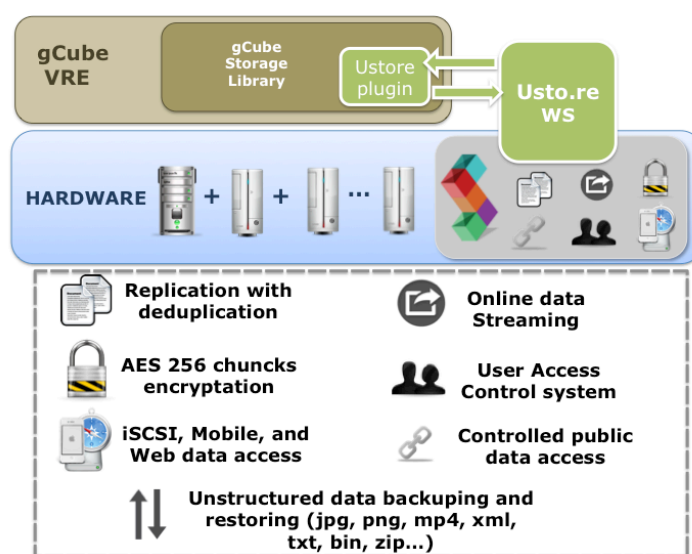 gCube
VRE
gCube
Storage
Library
Ustore
plugin
Usto.re
WS
HARDWARE
+
+
...
Replication with
deduplication
Online data
Streaming
AES 256 chuncks
encryptation
User Access
Control system
iSCSI, Mobile, and
Web data access
Controlled public
data access
Unstructured data backuping and
restoring (jpg, png, mp4, xml,
txt, bin, zip...)